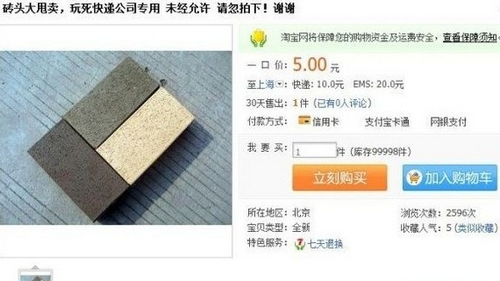 砖头大甩卖,玩死快递公司专用 未经允许 请忽拍下!谢谢
淘宝网将保障您的购物资金及运费安全,查看保障
一 口 价: 5.00 元
至上海 快递: 10.0元 EMS: 20.0元
30天售出: 1 件 (已有0人评论)
付款方式: 信用卡 支付宝卡通 网银支付
我 要 买: 1 件 (库存99998件)
立刻购买 加入购物车
所在地区: 北京 浏览次数: 2596次
宝贝类型: 全新 收藏人气: 5 (类似收藏)
特色服务: 七天退换